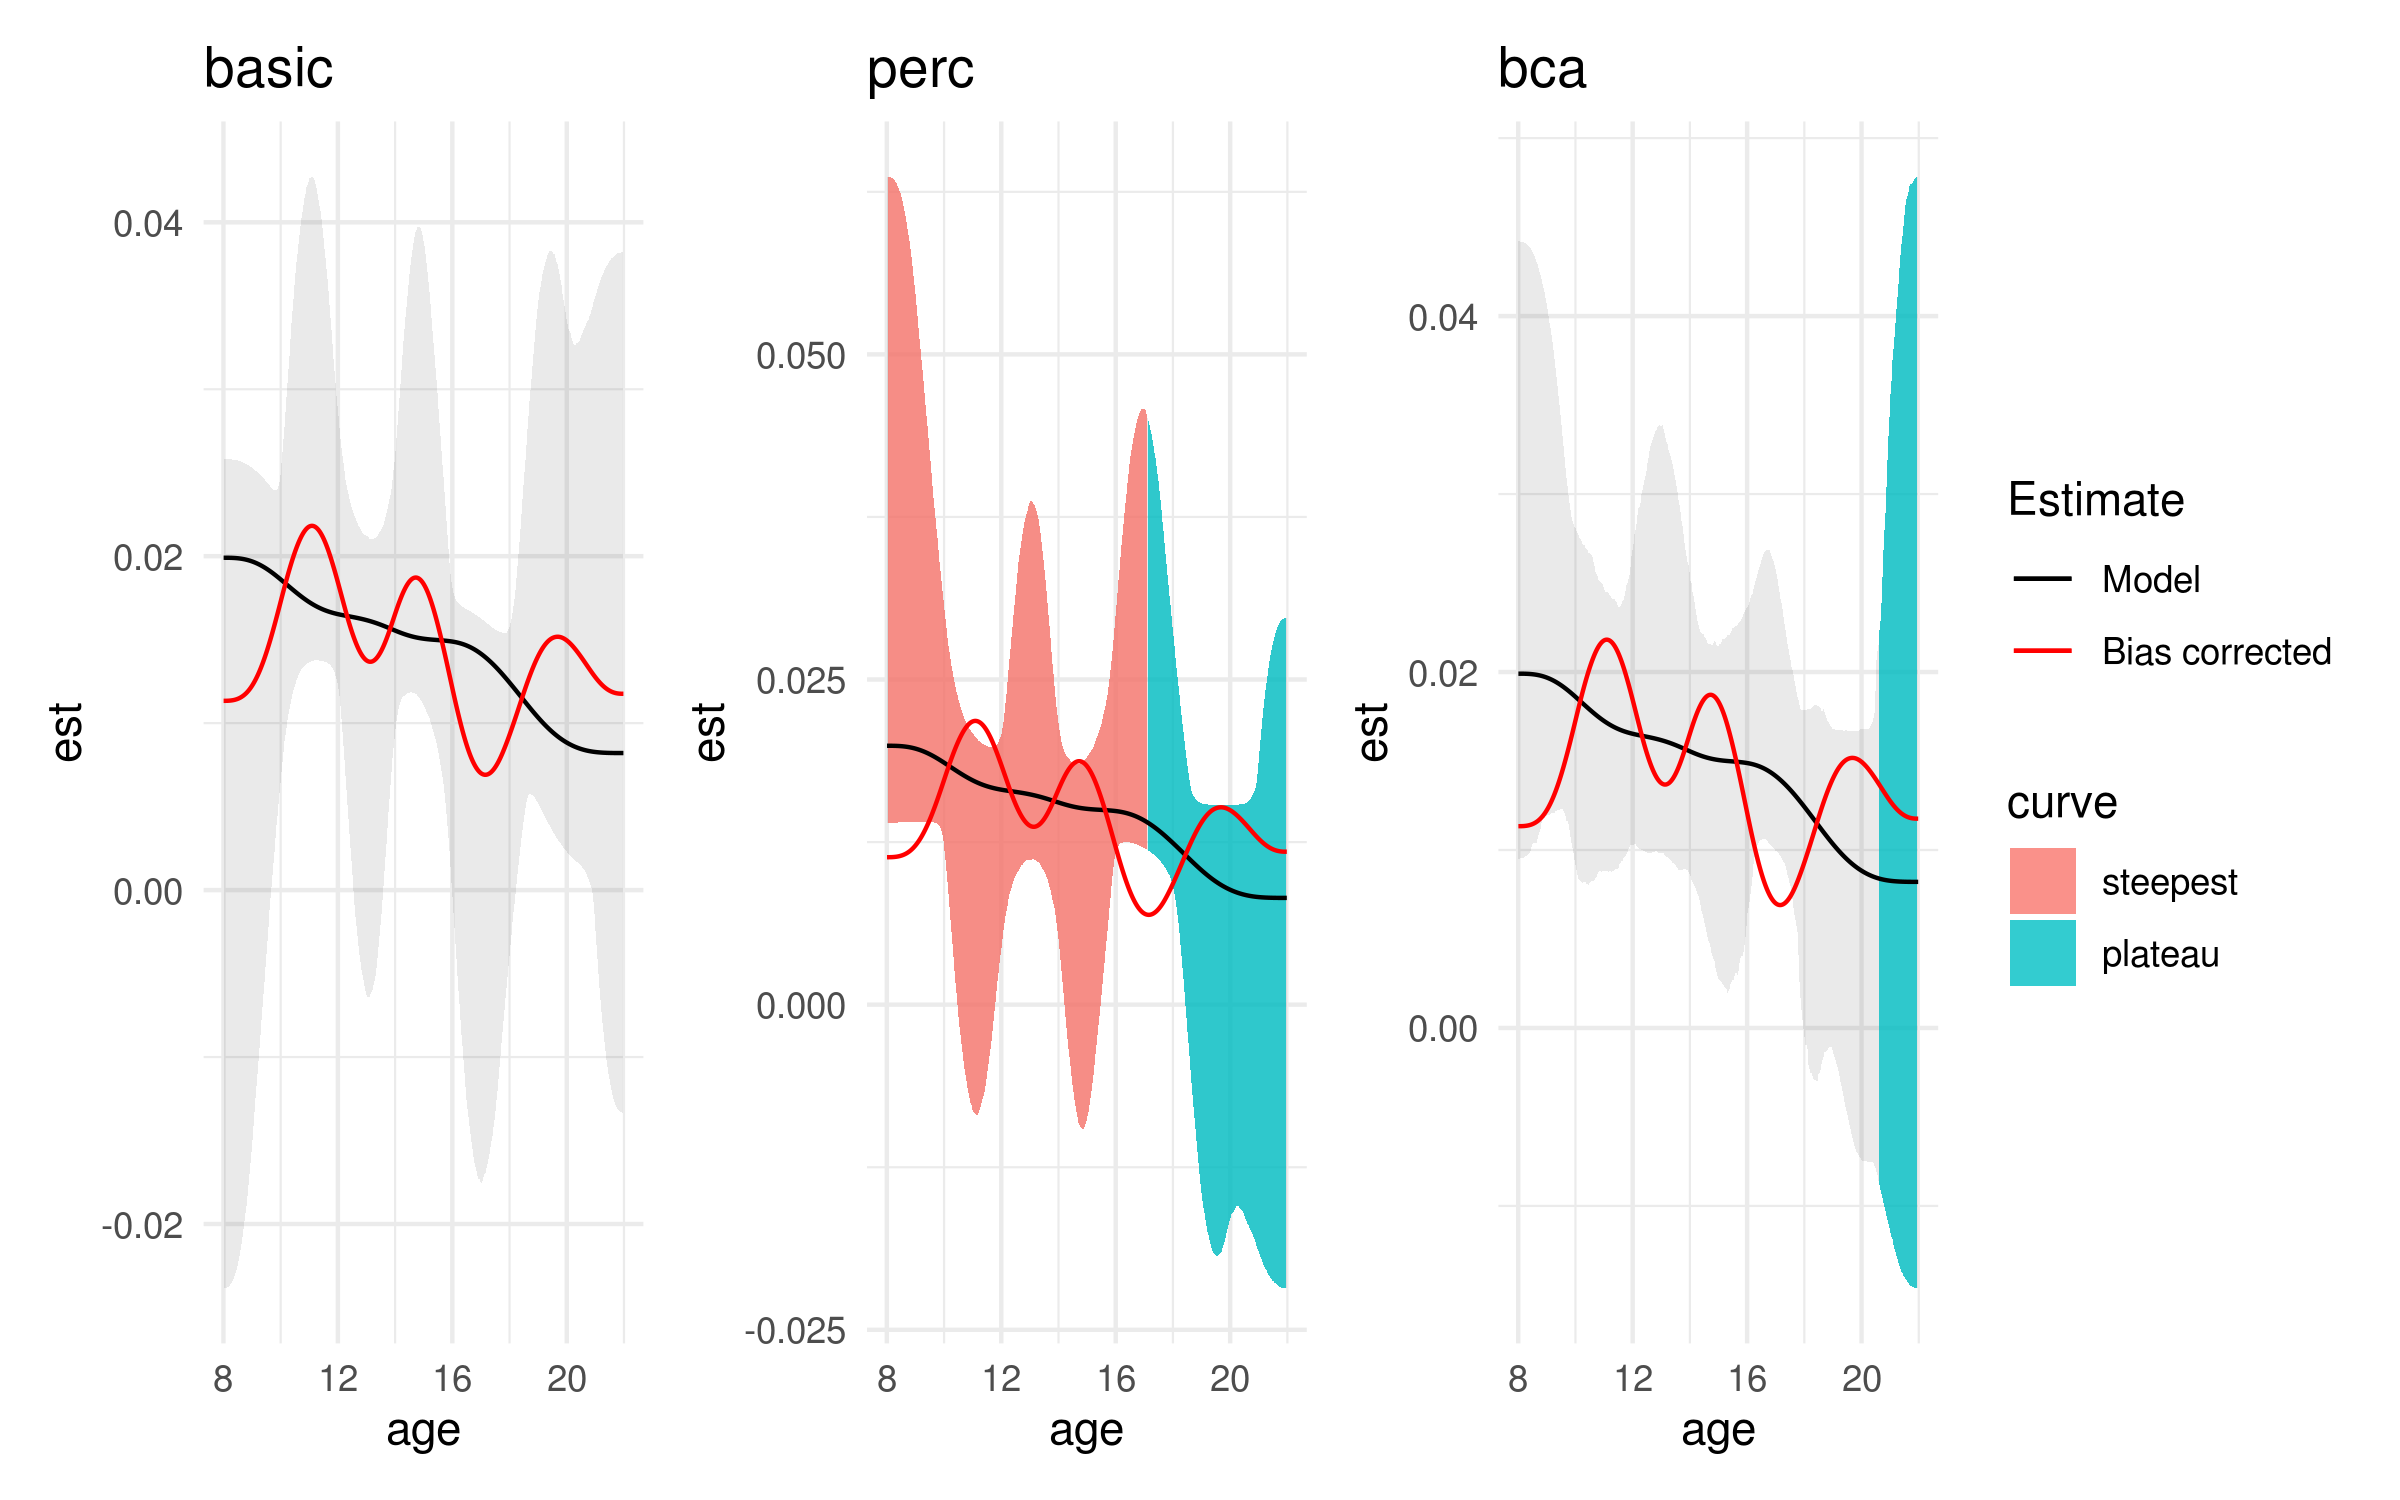 basic
perc
bca
est
0.04
0.02
0.00
-0.02
8 12 16 20
age
est
0.050
0.025
0.000
-0.025
8 12 16 20
age
est
0.04
0.02
0.00
8 12 16 20
age
Estimate
Model
Bias corrected
curve
steepest
plateau